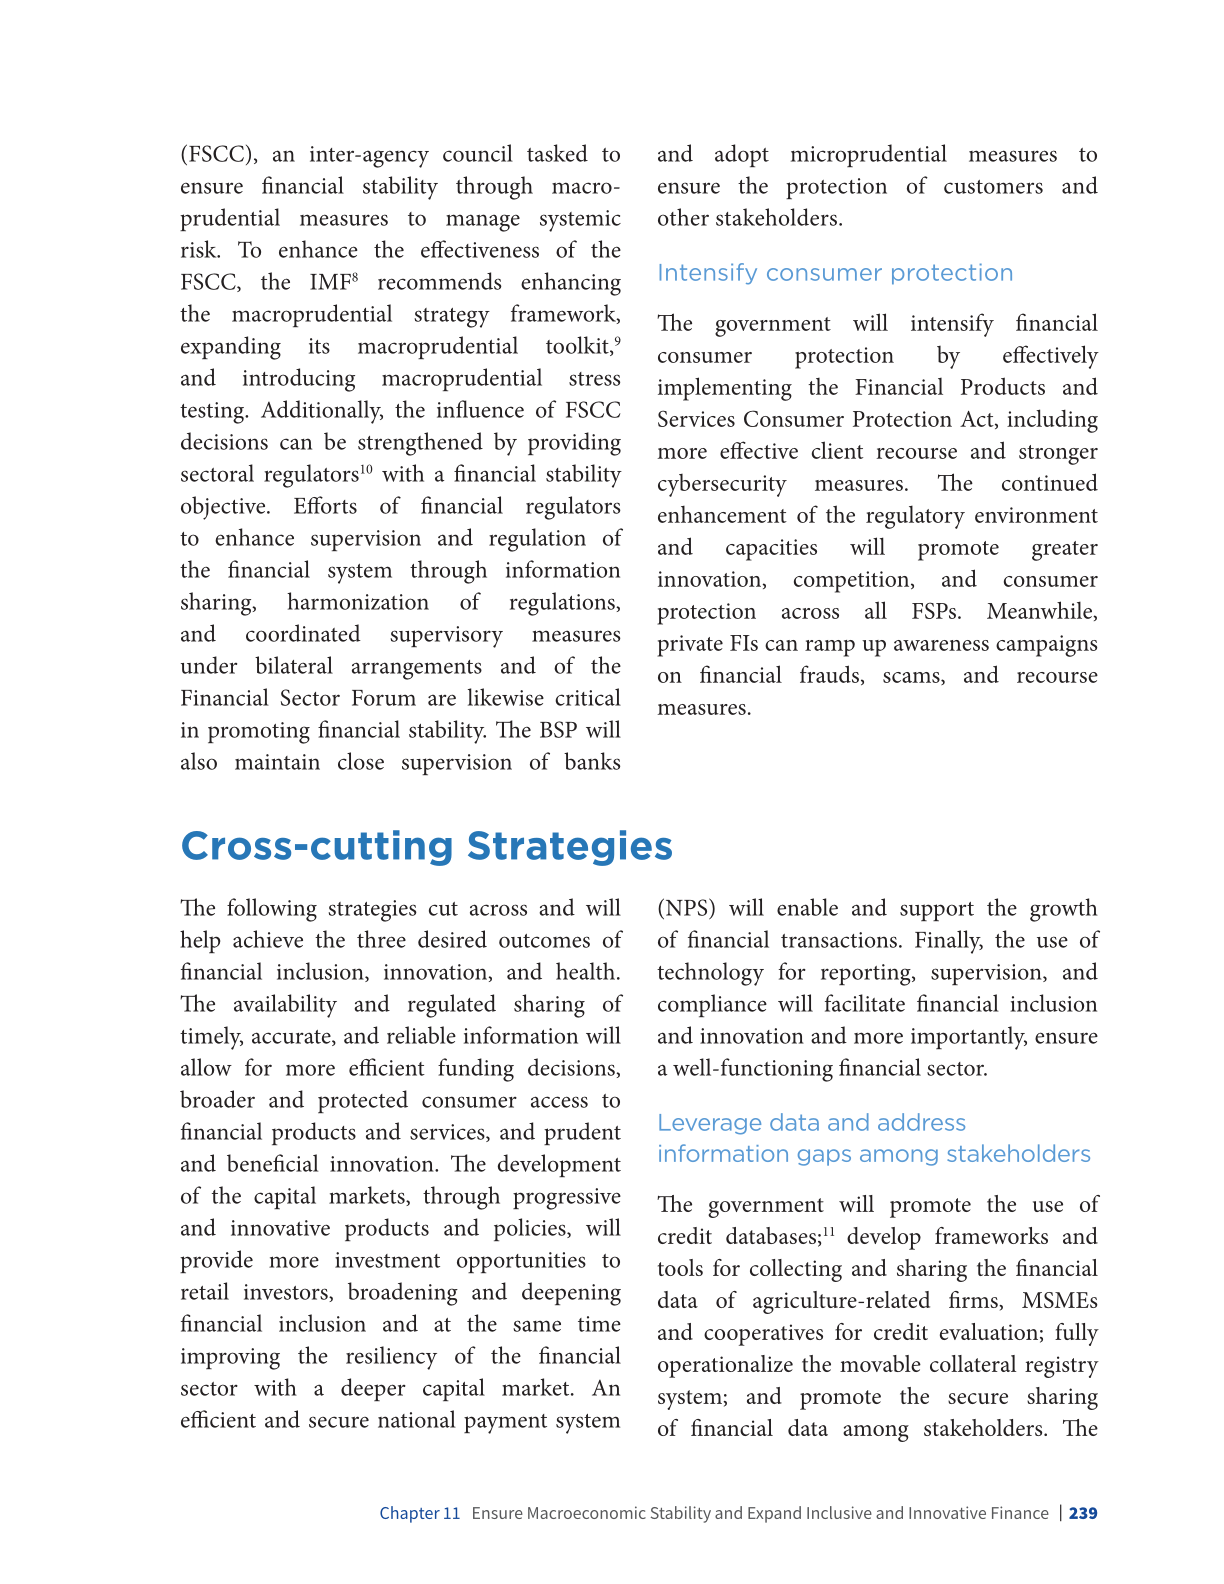 (FSCC), an inter-agency council tasked to
ensure financial stability through macro-
prudential measures to manage systemic
risk. To enhance the effectiveness of the
FSCC, the IMF⁸ recommends enhancing
the macroprudential strategy framework,
expanding its macroprudential toolkit,⁹
and introducing macroprudential stress
testing. Additionally, the influence of FSCC
decisions can be strengthened by providing
sectoral regulators¹⁰ with a financial stability
objective. Efforts of financial regulators
to enhance supervision and regulation of
the financial system through information
sharing, harmonization of regulations,
and coordinated supervisory measures
under bilateral arrangements and of the
Financial Sector Forum are likewise critical
in promoting financial stability. The BSP will
also maintain close supervision of banks
and adopt microprudential measures to
ensure the protection of customers and
other stakeholders.
Intensify consumer protection
The government will intensify financial
consumer protection by effectively
implementing the Financial Products and
Services Consumer Protection Act, including
more effective client recourse and stronger
cybersecurity measures. The continued
enhancement of the regulatory environment
and capacities will promote greater
innovation, competition, and consumer
protection across all FSPs. Meanwhile,
private FIs can ramp up awareness campaigns
on financial frauds, scams, and recourse
measures.
Cross-cutting Strategies
The following strategies cut across and will
help achieve the three desired outcomes of
financial inclusion, innovation, and health.
The availability and regulated sharing of
timely, accurate, and reliable information will
allow for more efficient funding decisions,
broader and protected consumer access to
financial products and services, and prudent
and beneficial innovation. The development
of the capital markets, through progressive
and innovative products and policies, will
provide more investment opportunities to
retail investors, broadening and deepening
financial inclusion and at the same time
improving the resiliency of the financial
sector with a deeper capital market. An
efficient and secure national payment system
(NPS) will enable and support the growth
of financial transactions. Finally, the use of
technology for reporting, supervision, and
compliance will facilitate financial inclusion
and innovation and more importantly, ensure
a well-functioning financial sector.
Leverage data and address
information gaps among stakeholders
The government will promote the use of
credit databases;¹¹ develop frameworks and
tools for collecting and sharing the financial
data of agriculture-related firms, MSMEs
and cooperatives for credit evaluation; fully
operationalize the movable collateral registry
system; and promote the secure sharing
of financial data among stakeholders. The
Chapter 11 Ensure Macroeconomic Stability and Expand Inclusive and Innovative Finance | 239